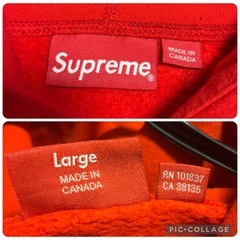 Supreme®
MADE IN
CANADA
Large
MADE IN
CANADA
RN 101837
CA 38135
PIC•COLLAGE